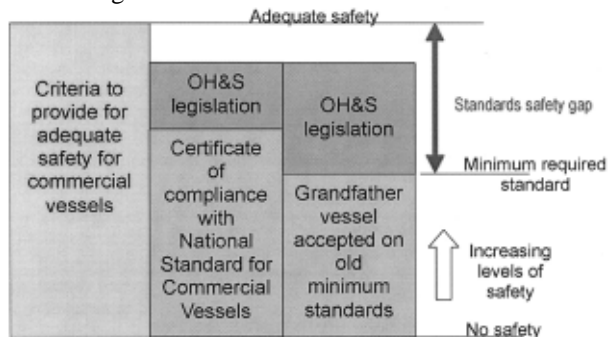 Adequate safety
Criteria to
provide for
adequate
safety for
commercial
vessels
OH&S
legislation
Certificate
of
compliance
with
National
Standard for
Commercial
Vessels
OH&S
legislation
Grandfather
vessel
accepted on
old
minimum
standards
Standards safety gap
Minimum required
standard
Increasing
levels of
safety
No safety